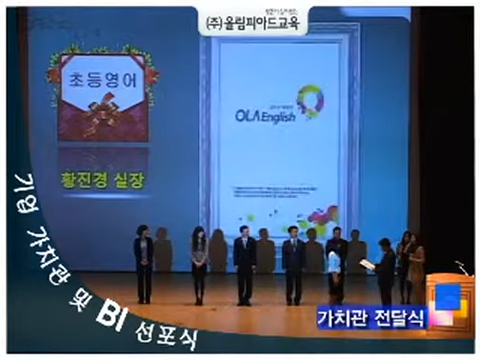 (주)올림피아드교육
초등영어
황진경 실장
OLA English
기업 가치관 및 BI 선포식
가치관 전달식